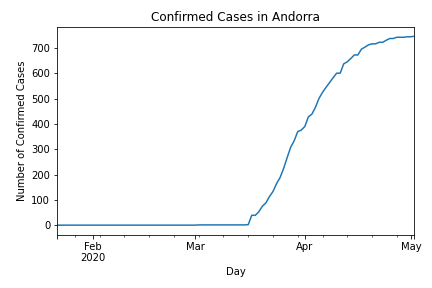 Confirmed Cases in Andorra
Number of Confirmed Cases
700
600
500
400
300
200
100
0
Feb Mar Apr May
2020
Day